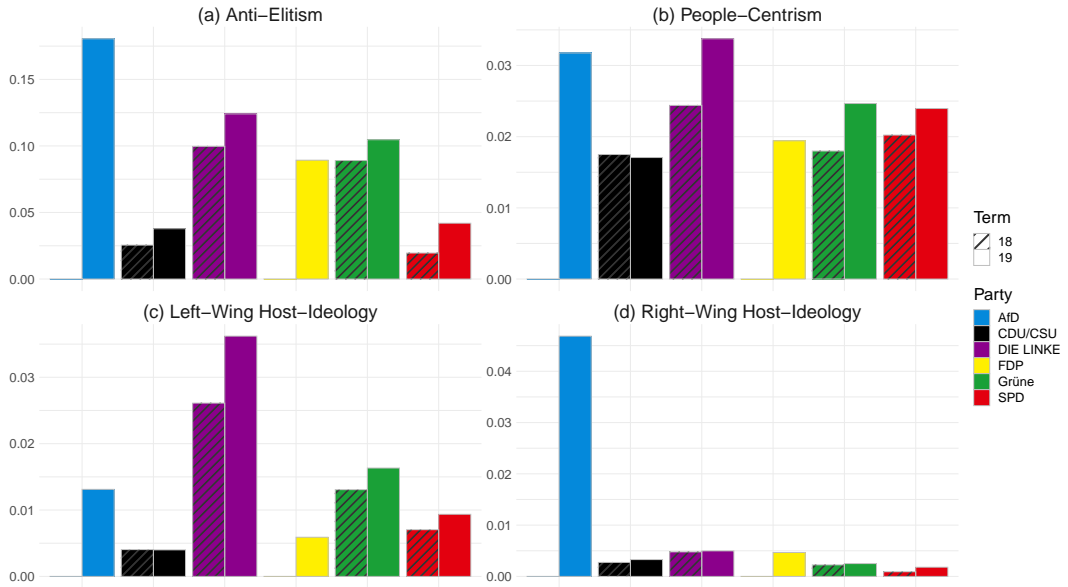 (a) Anti−Elitism
(b) People−Centrism
0.15
0.10
0.05
0.00
0.03
0.02
0.01
0.00
(c) Left−Wing Host−Ideology
(d) Right−Wing Host−Ideology
0.03
0.02
0.01
0.00
0.04
0.03
0.02
0.01
0.00
Term
18
19
Party
AfD
CDU/CSU
DIE LINKE
FDP
Grüne
SPD